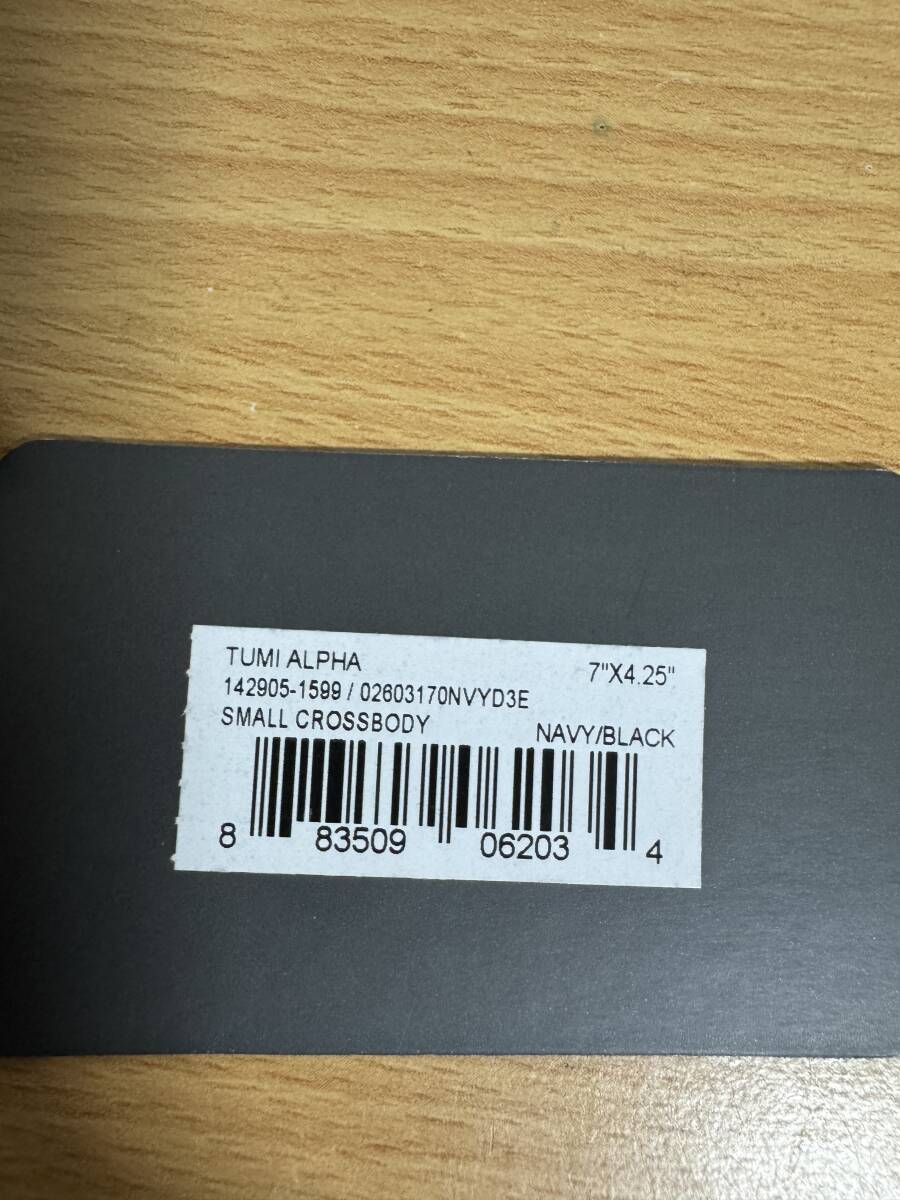 TUMI ALPHA 7"X4.25"
142905-1599 / 02603170NVYD3E
SMALL CROSSBODY NAVY/BLACK
8 83509 06203 4